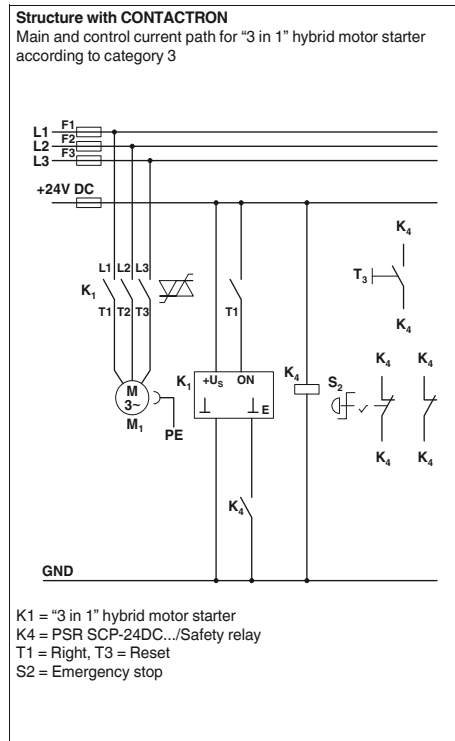 Structure with CONTACTRON
Main and control current path for “3 in 1” hybrid motor starter
according to category 3
F1
L1
F2
L2
F3
L3
+24V DC
K4
L1 L2 L3
T3
K1
T1 T2 T3
T1
K4
K1
+Us ON
K4
S2
K4 K4
M
3~
⊥ ⊥ E
M1
PE
K4 K4
K4
GND
K1 = “3 in 1” hybrid motor starter
K4 = PSR SCP-24DC.../Safety relay
T1 = Right, T3 = Reset
S2 = Emergency stop